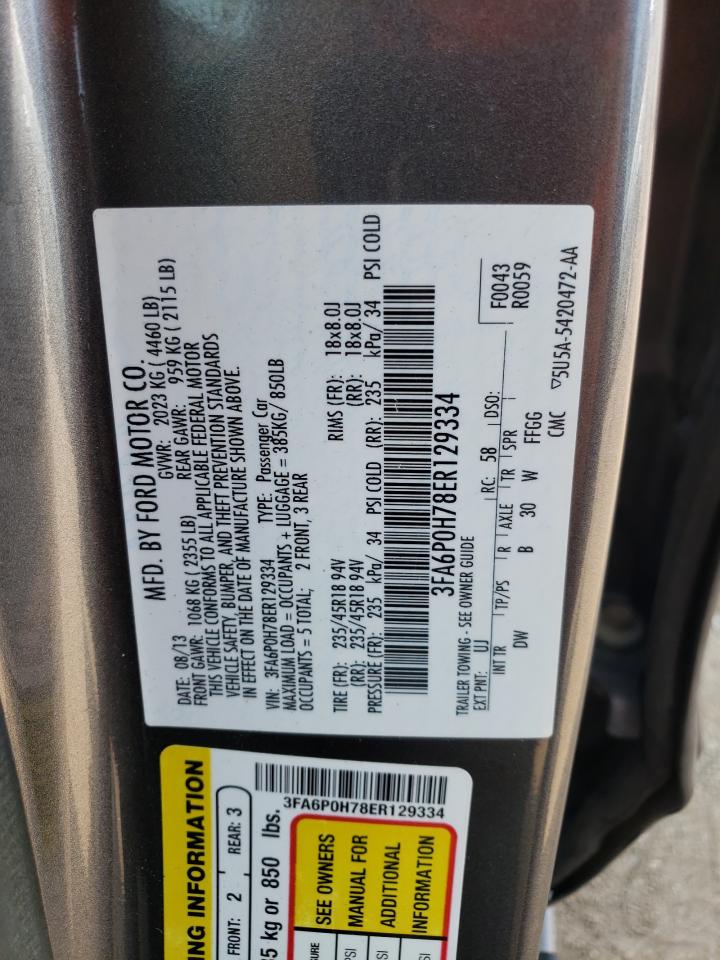 MFD. BY FORD MOTOR CO.
DATE: 08/13 GVWR: 2023 KG ( 4460 LB)
FRONT GAWR: 1068 KG ( 2355 LB) REAR GAWR: 959 KG ( 2115 LB)
THIS VEHICLE CONFORMS TO ALL APPLICABLE FEDERAL MOTOR
VEHICLE SAFETY, BUMPER, AND THEFT PREVENTION STANDARDS
IN EFFECT ON THE DATE OF MANUFACTURE SHOWN ABOVE.
VIN: 3FA6P0H78ER129334 TYPE: Passenger Car
MAXIMUM LOAD = OCCUPANTS + LUGGAGE = 385KG/ 850LB
OCCUPANTS = 5 TOTAL; 2 FRONT, 3 REAR
TIRE (FR): 235/45R18 94V RIMS (FR): 18x8.0J
(RR): 235/45R18 94V (RR): 18x8.0J
PRESSURE (FR): 235 kPa/ 34 PSI COLD (RR): 235 kPa/ 34 PSI COLD
3FA6P0H78ER129334
TRAILER TOWING - SEE OWNER GUIDE
EXT PNT: UJ RC: 58 DSO: F0043
R0059
INT TR TP/PS R AXLE TR SPR
DW B 30 W FFGG
CMC ▽5U5A-5420472-AA
ING INFORMATION
FRONT: 2 REAR: 3
85 kg or 850 lbs.
3FA6P0H78ER129334
SEE OWNERS
MANUAL FOR
ADDITIONAL
INFORMATION
SSURE
PSI
PSI
SI